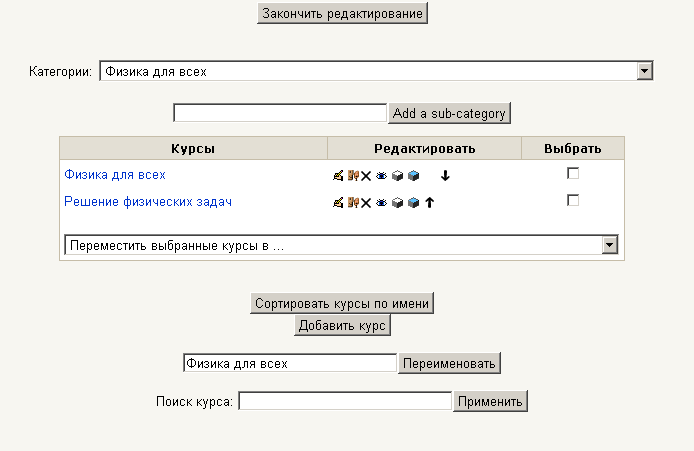 Закончить редактирование
Категории: Физика для всех
Add a sub-category
Курсы Редактировать Выбрать
Физика для всех
Решение физических задач
Переместить выбранные курсы в ...
Сортировать курсы по имени
Добавить курс
Физика для всех Переименовать
Поиск курса: Применить